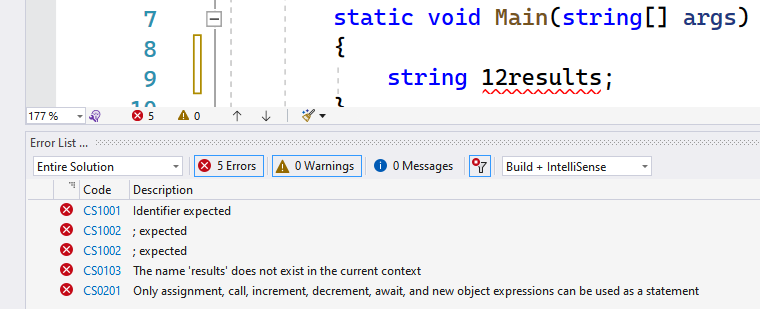 7 static void Main(string[] args)
8 {
9 string 12results;
10 }
177 % 5 0
Error List ...
Entire Solution 5 Errors 0 Warnings 0 Messages Build + IntelliSense
Code Description
CS1001 Identifier expected
CS1002 ; expected
CS1002 ; expected
CS0103 The name 'results' does not exist in the current context
CS0201 Only assignment, call, increment, decrement, await, and new object expressions can be used as a statement